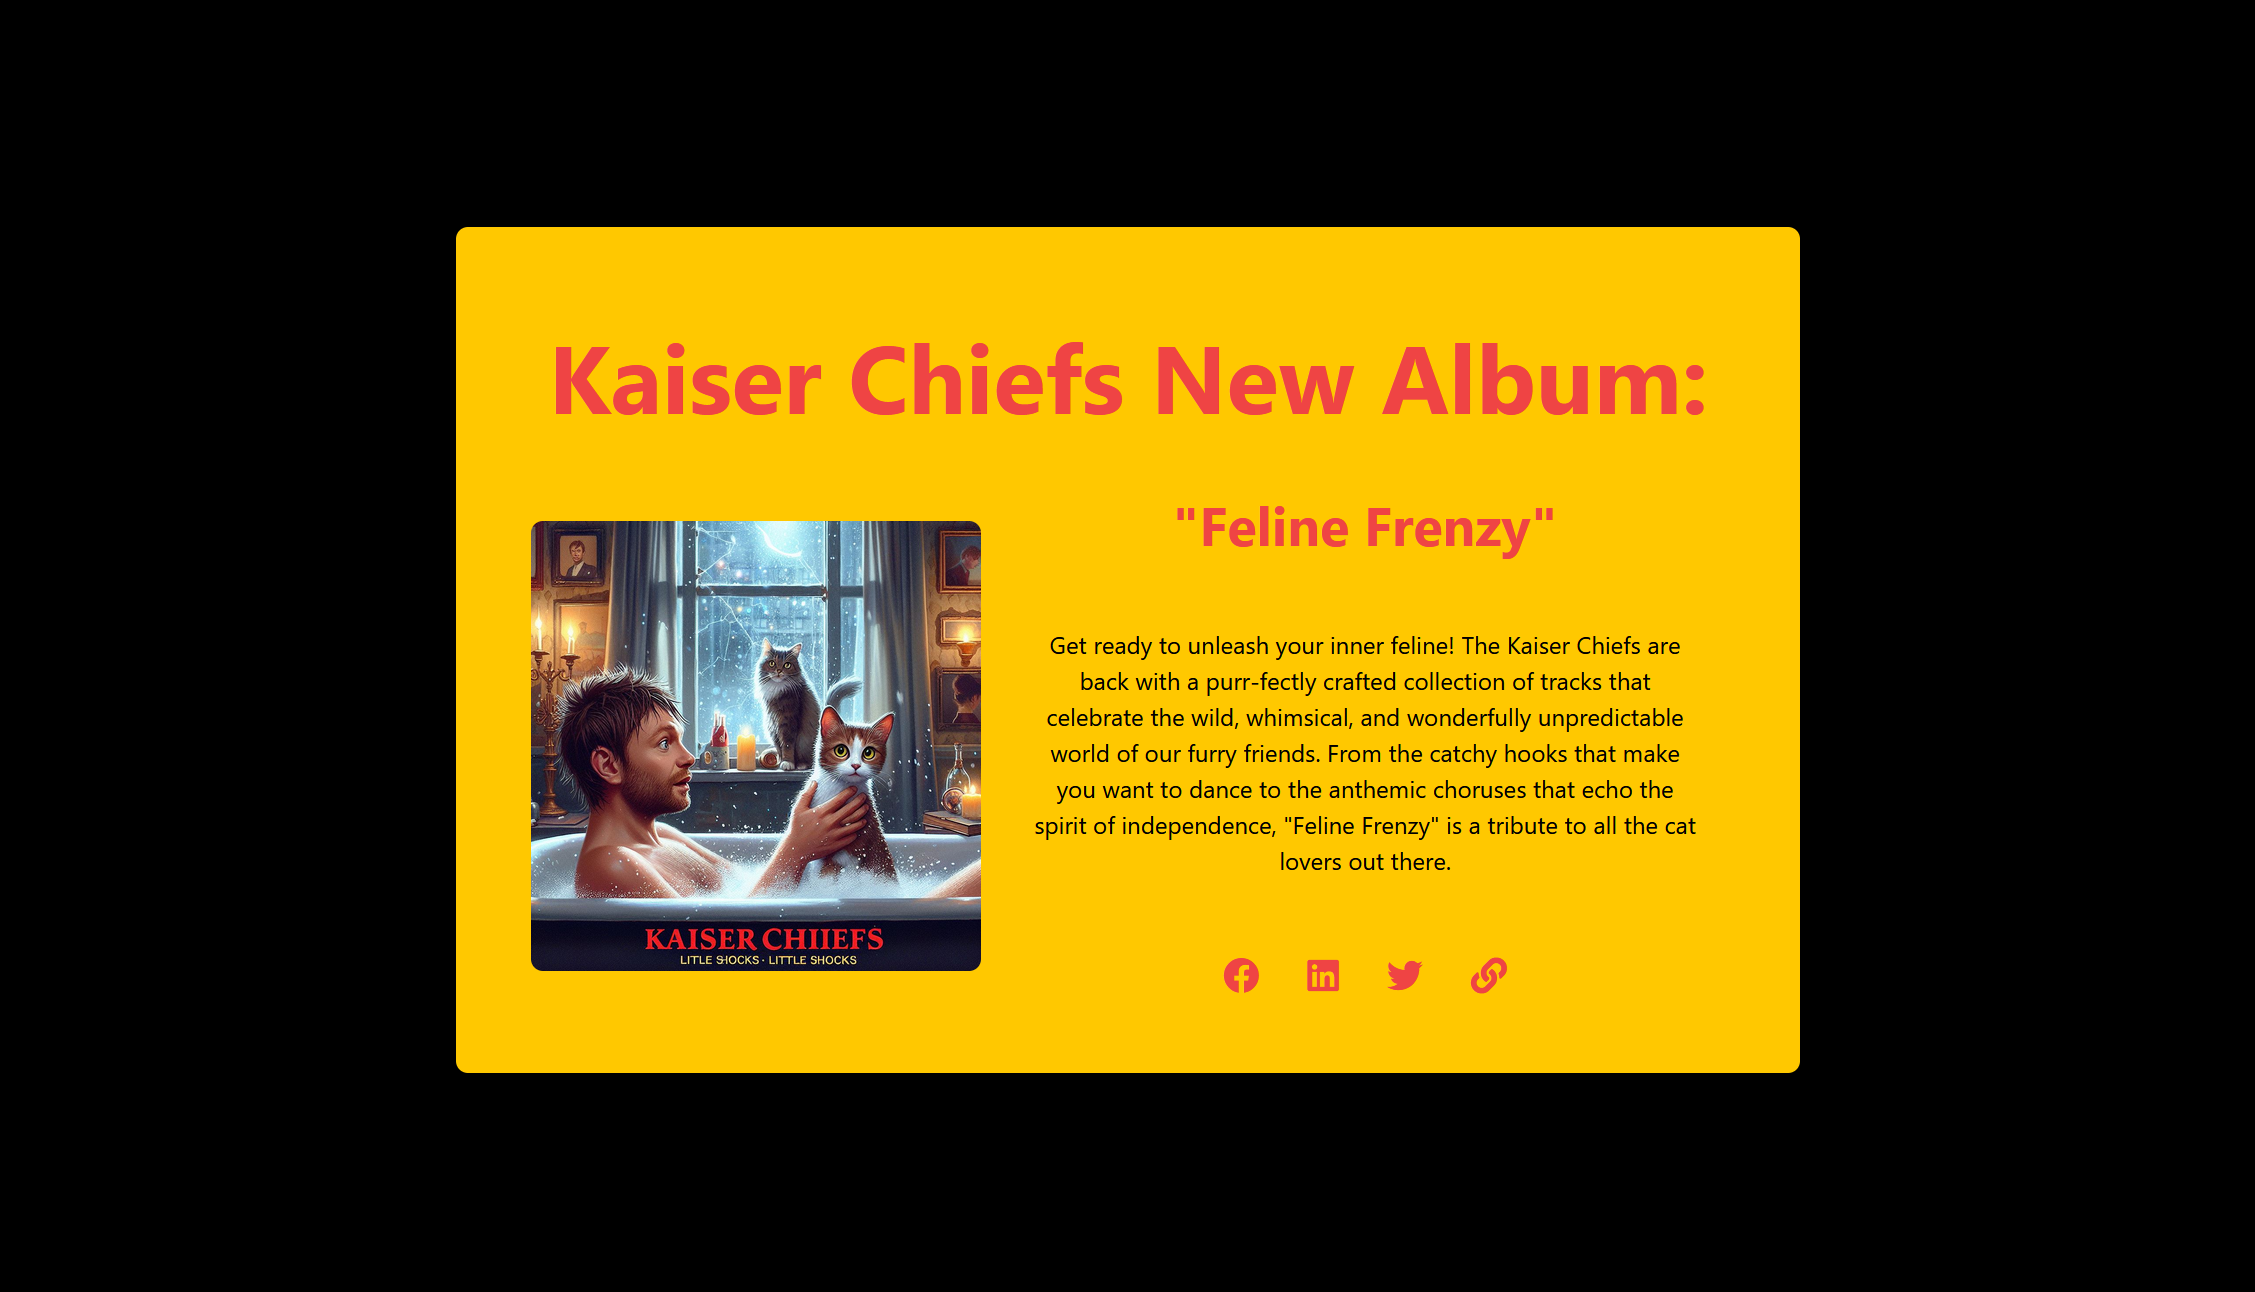 Kaiser Chiefs New Album:
"Feline Frenzy"
Get ready to unleash your inner feline! The Kaiser Chiefs are
back with a purr-fectly crafted collection of tracks that
celebrate the wild, whimsical, and wonderfully unpredictable
world of our furry friends. From the catchy hooks that make
you want to dance to the anthemic choruses that echo the
spirit of independence, "Feline Frenzy" is a tribute to all the cat
lovers out there.
KAISER CHIIEFS
LITLE SHOCKS · LITTLE SHOCKS